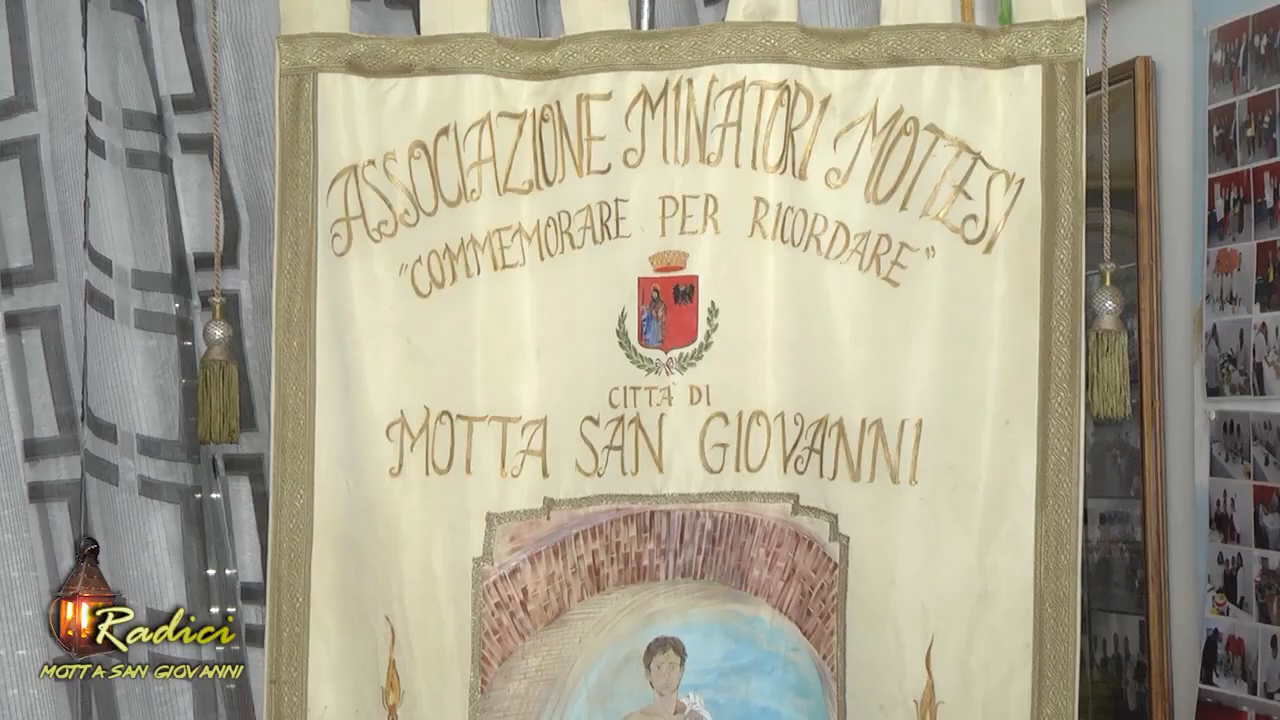 ASSOCIAZIONE MINATORI MOTTESI
"COMMEMORARE PER RICORDARE"
CITTÀ DI
MOTTA SAN GIOVANNI
Radici
MOTTA SAN GIOVANNI